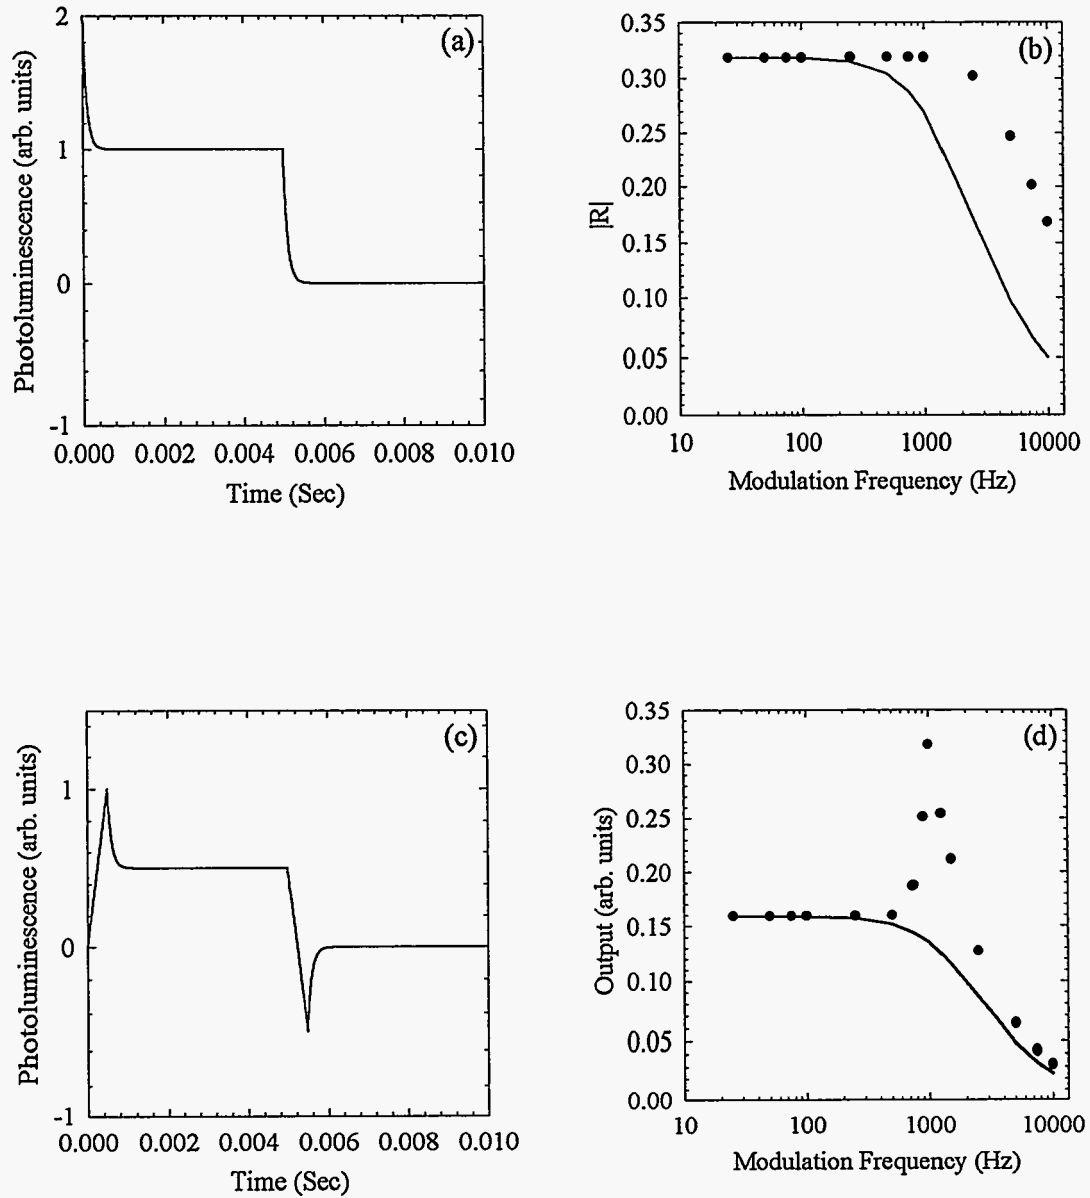 2
1
0
-1
Photoluminescence (arb. units)
(a)
0.000 0.002 0.004 0.006 0.008 0.010
Time (Sec)
0.35
0.30
0.25
0.20
0.15
0.10
0.05
0.00
|R|
(b)
10 100 1000 10000
Modulation Frequency (Hz)
1
0
-1
Photoluminescence (arb. units)
(c)
0.000 0.002 0.004 0.006 0.008 0.010
Time (Sec)
0.35
0.30
0.25
0.20
0.15
0.10
0.05
0.00
Output (arb. units)
(d)
10 100 1000 10000
Modulation Frequency (Hz)